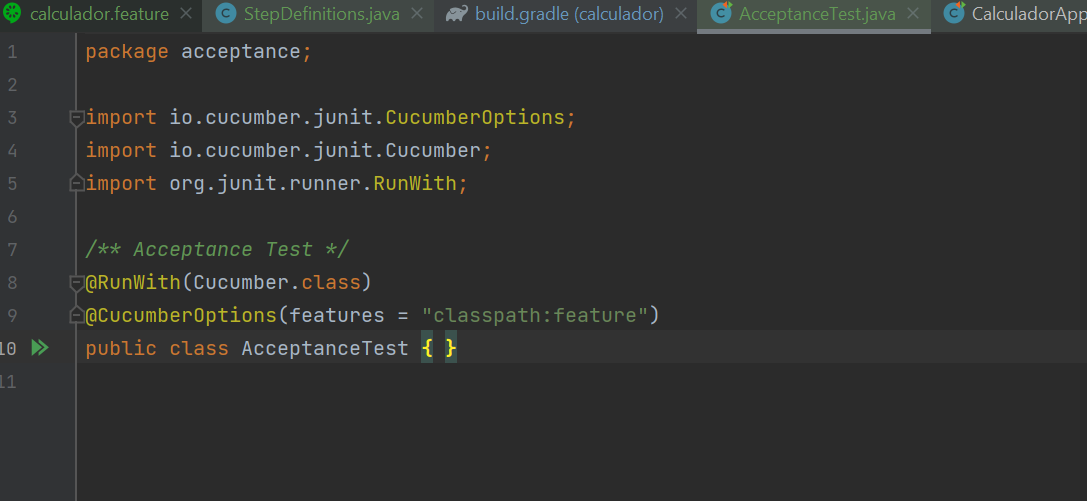 calculador.feature StepDefinitions.java build.gradle (calculador) AcceptanceTest.java CalculadorApp
1 package acceptance;
2
3 import io.cucumber.junit.CucumberOptions;
4 import io.cucumber.junit.Cucumber;
5 import org.junit.runner.RunWith;
6
7 /** Acceptance Test */
8 @RunWith(Cucumber.class)
9 @CucumberOptions(features = "classpath:feature")
10 public class AcceptanceTest { }
11